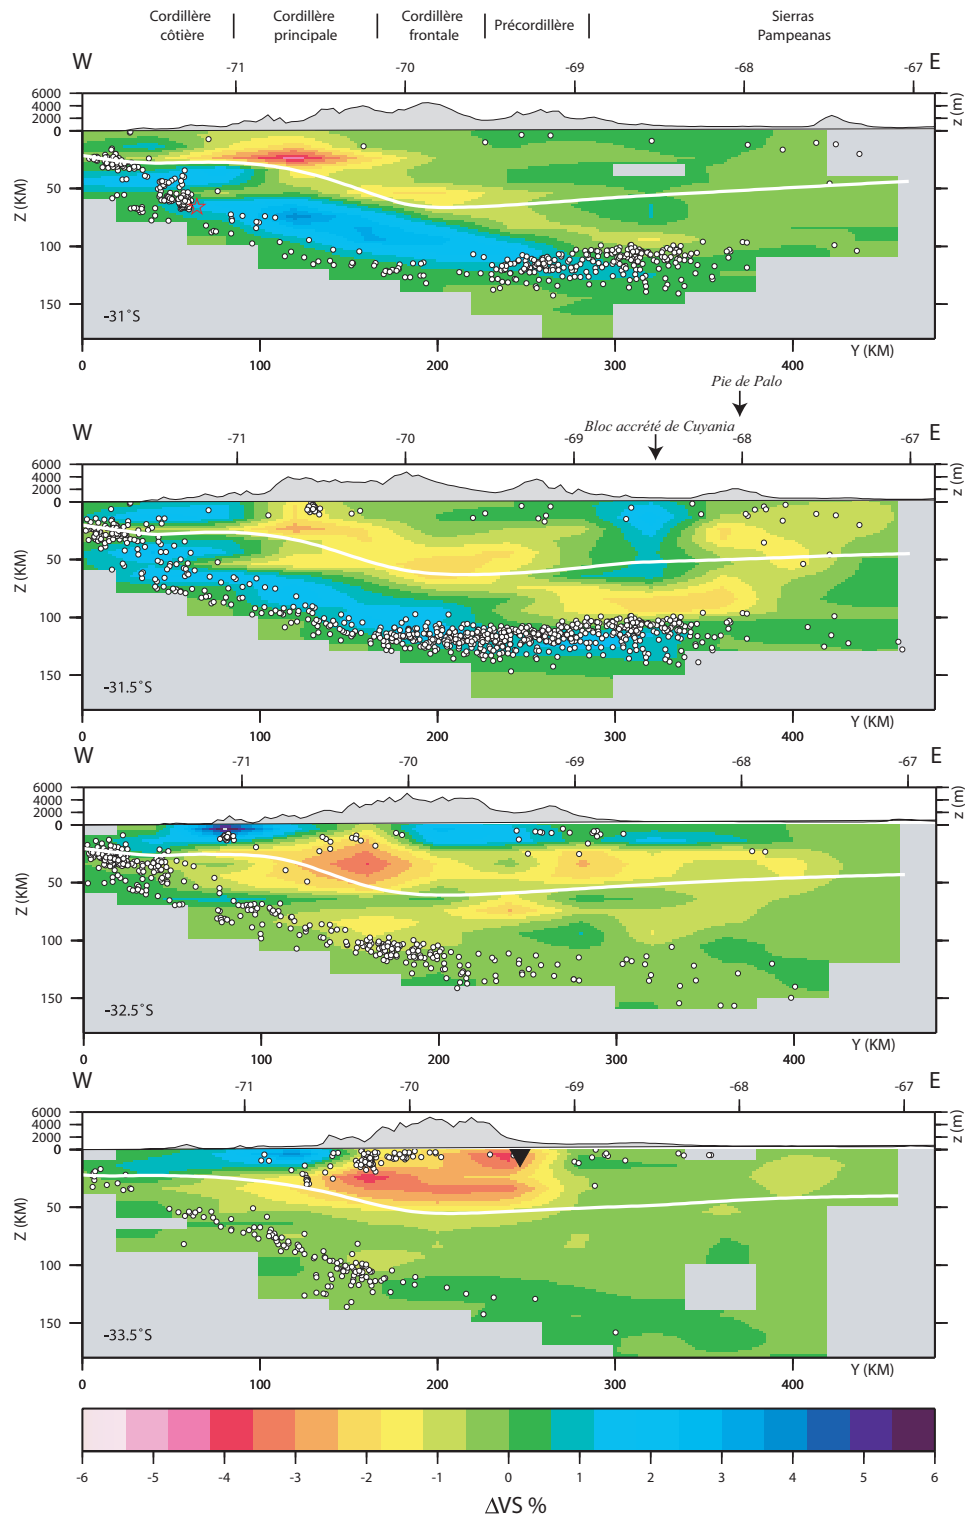 Cordillère côtière
Cordillère principale
Cordillère frontale
Précordillère
Sierras Pampeanas
W -71 -70 -69 -68 -67 E
6000
4000
2000
0
z (m)
0
50
100
150
Z (KM)
-31°S
0 100 200 300 400 Y (KM)
Pie de Palo
Bloc accrété de Cuyania
W -71 -70 -69 -68 -67 E
6000
4000
2000
0
z (m)
0
50
100
150
Z (KM)
-31.5°S
0 100 200 300 400 Y (KM)
W -71 -70 -69 -68 -67 E
6000
4000
2000
0
z (m)
0
50
100
150
Z (KM)
-32.5°S
0 100 200 300 400 Y (KM)
W -71 -70 -69 -68 -67 E
6000
4000
2000
0
z (m)
0
50
100
150
Z (KM)
-33.5°S
0 100 200 300 400 Y (KM)
-6 -5 -4 -3 -2 -1 0 1 2 3 4 5 6
ΔVS %